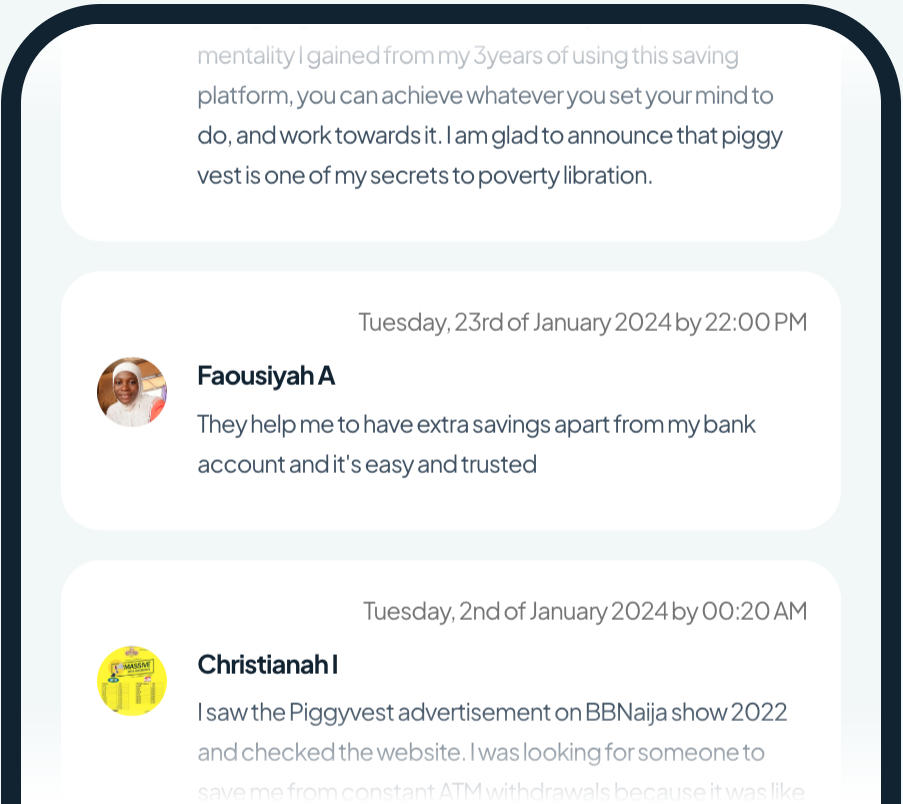 mentality I gained from my 3years of using this saving
platform, you can achieve whatever you set your mind to
do, and work towards it. I am glad to announce that piggy
vest is one of my secrets to poverty libration.
Tuesday, 23rd of January 2024 by 22:00 PM
Faousiyah A
They help me to have extra savings apart from my bank
account and it's easy and trusted
Tuesday, 2nd of January 2024 by 00:20 AM
Christianah I
MASSIVE
I saw the Piggyvest advertisement on BBNaija show 2022
and checked the website. I was looking for someone to
save me from constant ATM withdrawals because it was like